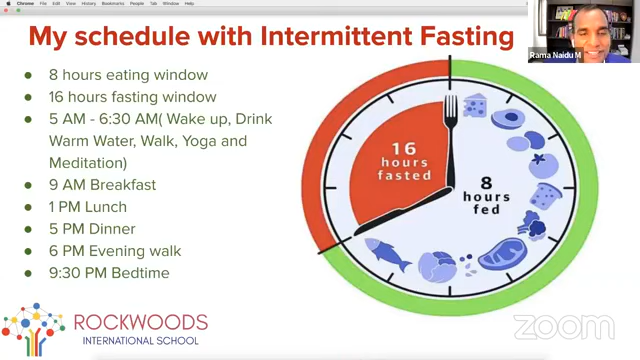 Chrome File Edit View History Bookmarks People Tab Window Help
My schedule with Intermittent Fasting
Rama Naidu M
8 hours eating window
16 hours fasting window
5 AM - 6:30 AM( Wake up, Drink
Warm Water, Walk, Yoga and
Meditation)
9 AM Breakfast
1 PM Lunch
5 PM Dinner
6 PM Evening walk
9:30 PM Bedtime
16
hours
fasted
8
hours
fed
ROCKWOODS
INTERNATIONAL SCHOOL
zoom